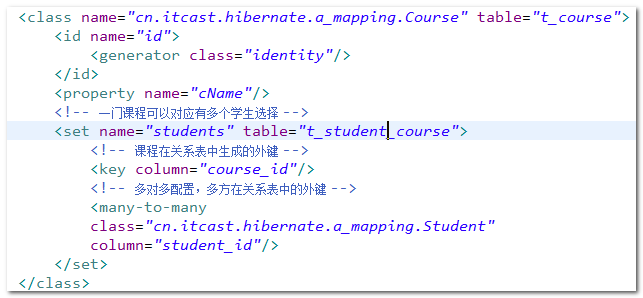 <class name="cn.itcast.hibernate.a_mapping.Course" table="t_course">
<id name="id">
<generator class="identity"/>
</id>
<property name="cName"/>
<!-- 一门课程可以对应有多个学生选择 -->
<set name="students" table="t_student_course">
<!-- 课程在关系表中生成的外键 -->
<key column="course_id"/>
<!-- 多对多配置，多方在关系表中的外键 -->
<many-to-many
class="cn.itcast.hibernate.a_mapping.Student"
column="student_id"/>
</set>
</class>